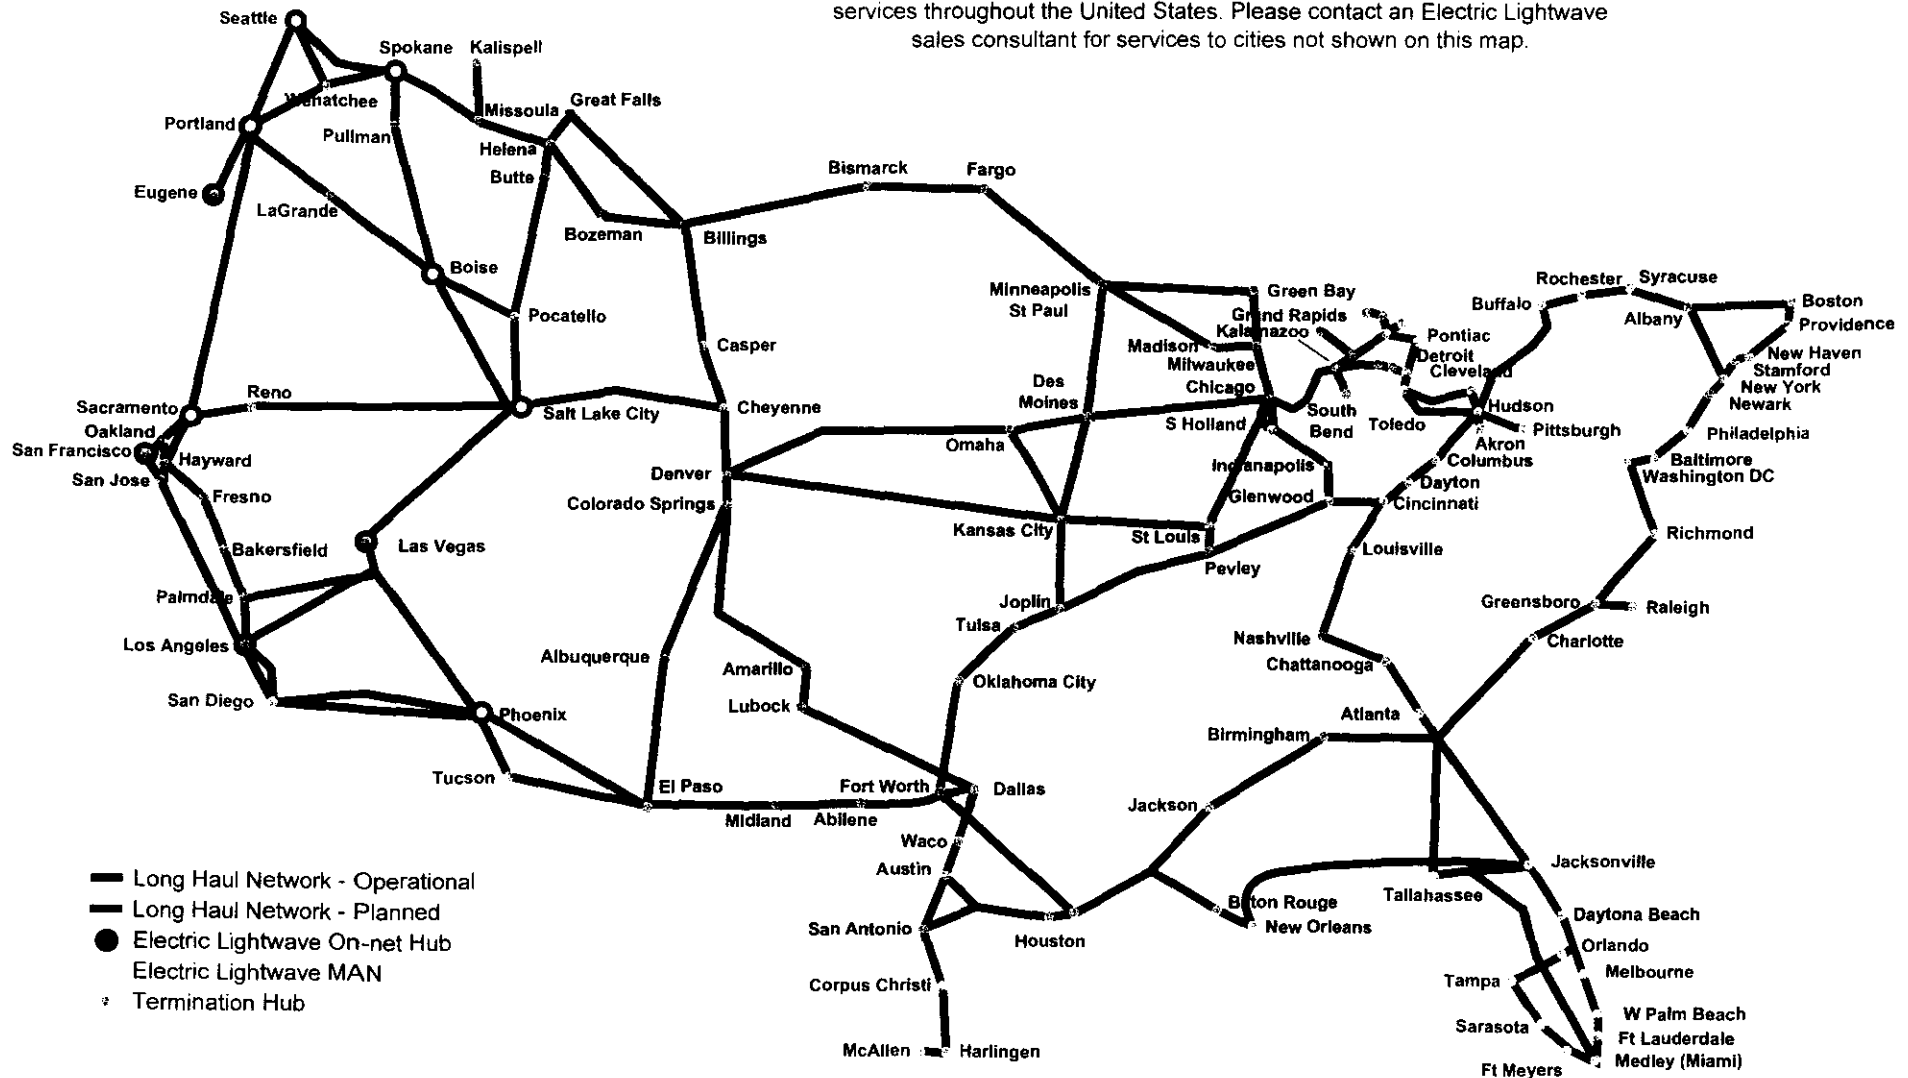 services throughout the United States. Please contact an Electric Lightwave
sales consultant for services to cities not shown on this map.
Seattle
Spokane
Kalispell
Wenatchee
Missoula
Great Falls
Portland
Pullman
Helena
Butte
Eugene
LaGrande
Bozeman
Billings
Bismarck
Fargo
Boise
Pocatello
Casper
Minneapolis
St Paul
Green Bay
Grand Rapids
Kalamazoo
Madison
Milwaukee
Chicago
Pontiac
Detroit
Cleveland
Buffalo
Rochester
Syracuse
Albany
Boston
Providence
New Haven
Stamford
New York
Newark
Philadelphia
Baltimore
Washington DC
Sacramento
Reno
Salt Lake City
Cheyenne
Des
Moines
Omaha
S Holland
South
Bend
Toledo
Hudson
Akron
Pittsburgh
Columbus
Dayton
Cincinnati
Indianapolis
Glenwood
Oakland
San Francisco
Hayward
San Jose
Fresno
Bakersfield
Las Vegas
Denver
Colorado Springs
Kansas City
St Louis
Pevley
Louisville
Richmond
Palmdale
Los Angeles
San Diego
Phoenix
Tucson
Albuquerque
Amarillo
Lubock
Joplin
Tulsa
Oklahoma City
Nashville
Chattanooga
Greensboro
Raleigh
Charlotte
Atlanta
Birmingham
El Paso
Midland
Abilene
Fort Worth
Dallas
Jackson
Waco
Austin
San Antonio
Houston
Baton Rouge
New Orleans
Tallahassee
Jacksonville
Daytona Beach
Orlando
Melbourne
Tampa
Sarasota
W Palm Beach
Ft Lauderdale
Medley (Miami)
Ft Meyers
Corpus Christi
McAllen
Harlingen
Long Haul Network - Operational
Long Haul Network - Planned
Electric Lightwave On-net Hub
Electric Lightwave MAN
Termination Hub